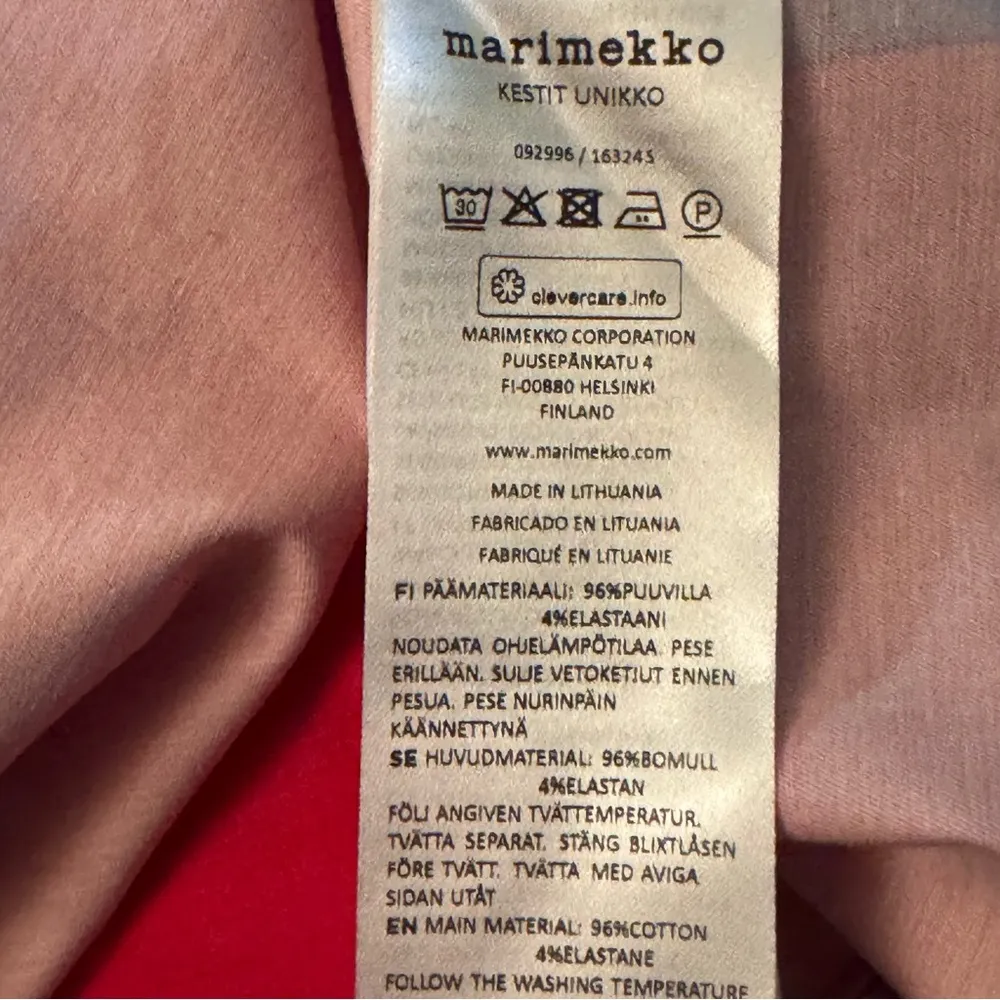 marimekko
KESTIT UNIKKO
092996 / 163245
30 P
clevercare.info
MARIMEKKO CORPORATION
PUUSEPÄNKATU 4
FI-00880 HELSINKI
FINLAND
www.marimekko.com
MADE IN LITHUANIA
FABRICADO EN LITUANIA
FABRIQUÉ EN LITUANIE
FI PÄÄMATERIAALI: 96%PUUVILLA
4%ELASTAANI
NOUDATA OHJELÄMPÖTILAA. PESE
ERILLÄÄN. SULJE VETOKETJUT ENNEN
PESUA. PESE NURINPÄIN
KÄÄNNETTYNÄ
SE HUVUDMATERIAL: 96%BOMULL
4%ELASTAN
FÖLJ ANGIVEN TVÄTTEMPERATUR.
TVÄTTA SEPARAT. STÄNG BLIXTLÅSEN
FÖRE TVÄTT. TVÄTTA MED AVIGA
SIDAN UTÅT
EN MAIN MATERIAL: 96%COTTON
4%ELASTANE
FOLLOW THE WASHING TEMPERATURE